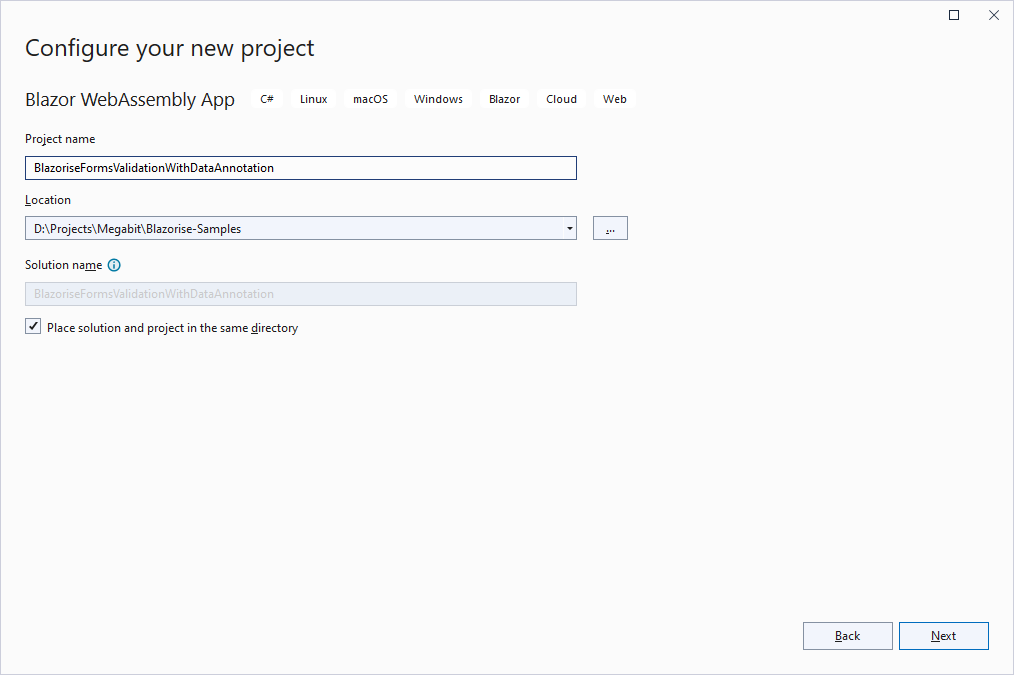 Configure your new project
Blazor WebAssembly App C# Linux macOS Windows Blazor Cloud Web
Project name
BlazoriseFormsValidationWithDataAnnotation
Location
D:\Projects\Megabit\Blazorise-Samples
...
Solution name
BlazoriseFormsValidationWithDataAnnotation
Place solution and project in the same directory
Back Next